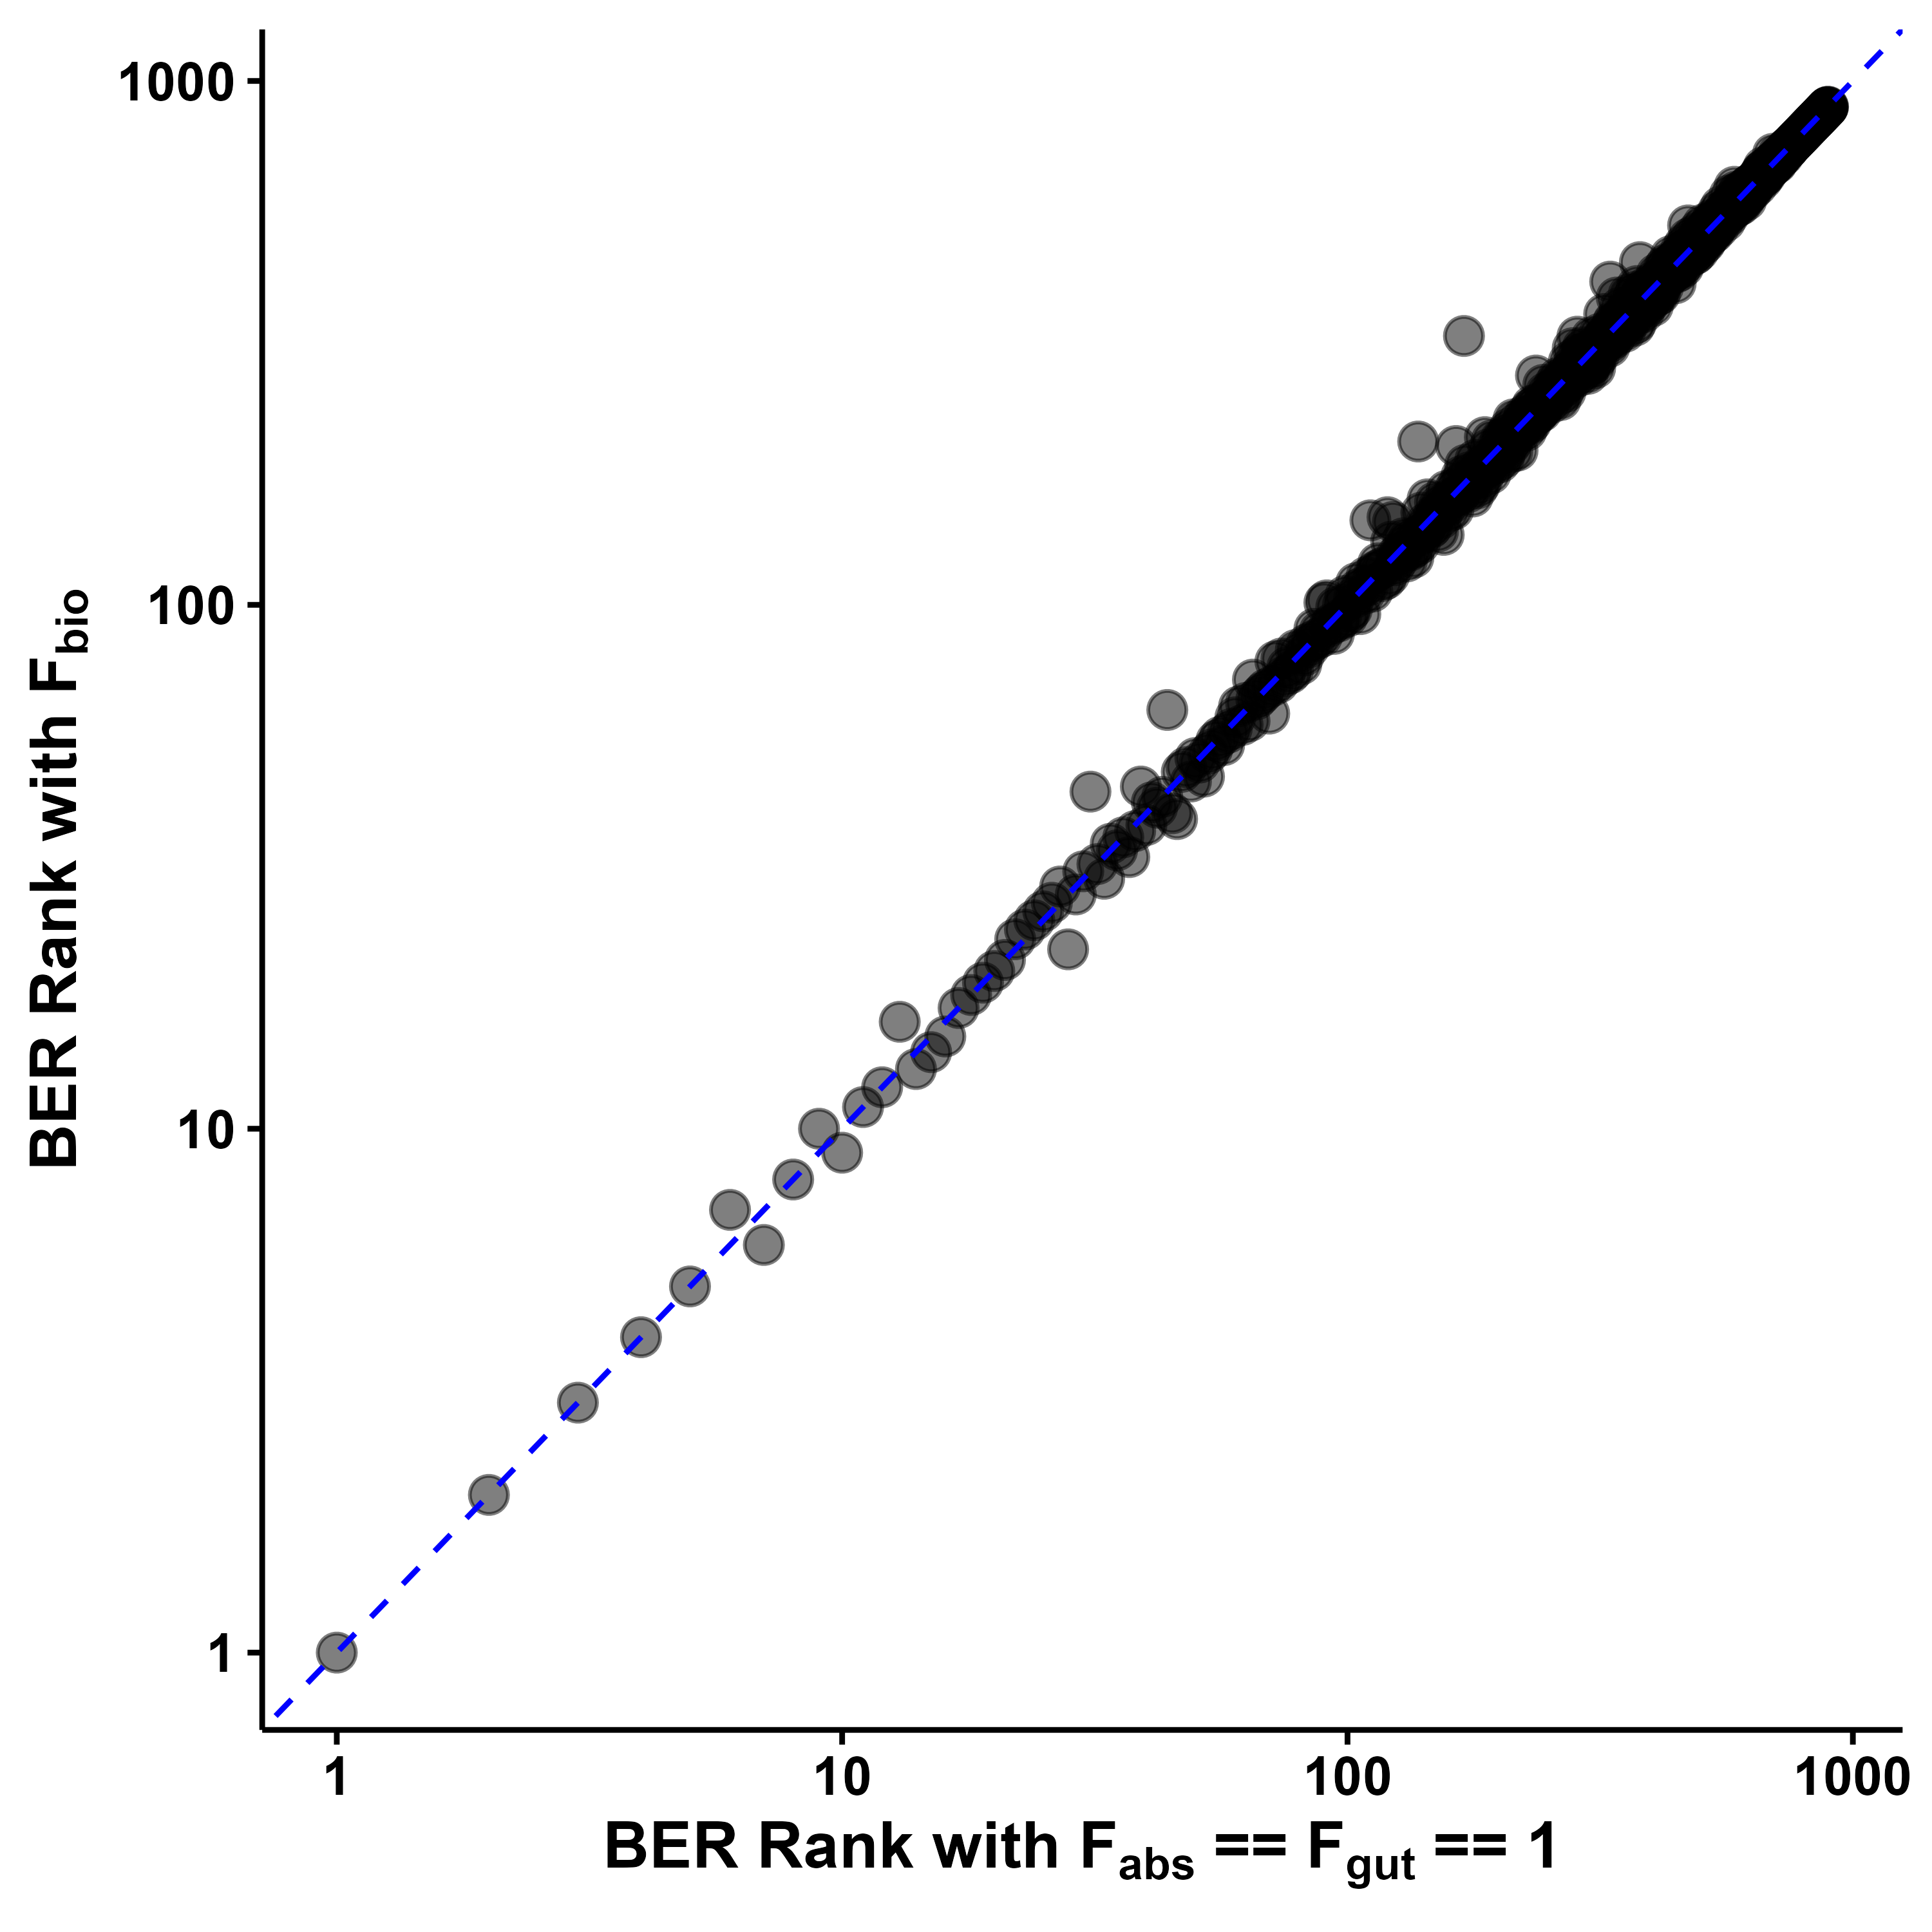 1000
100
10
1
BER Rank with Fbio
1 10 100 1000
BER Rank with Fabs == Fgut == 1